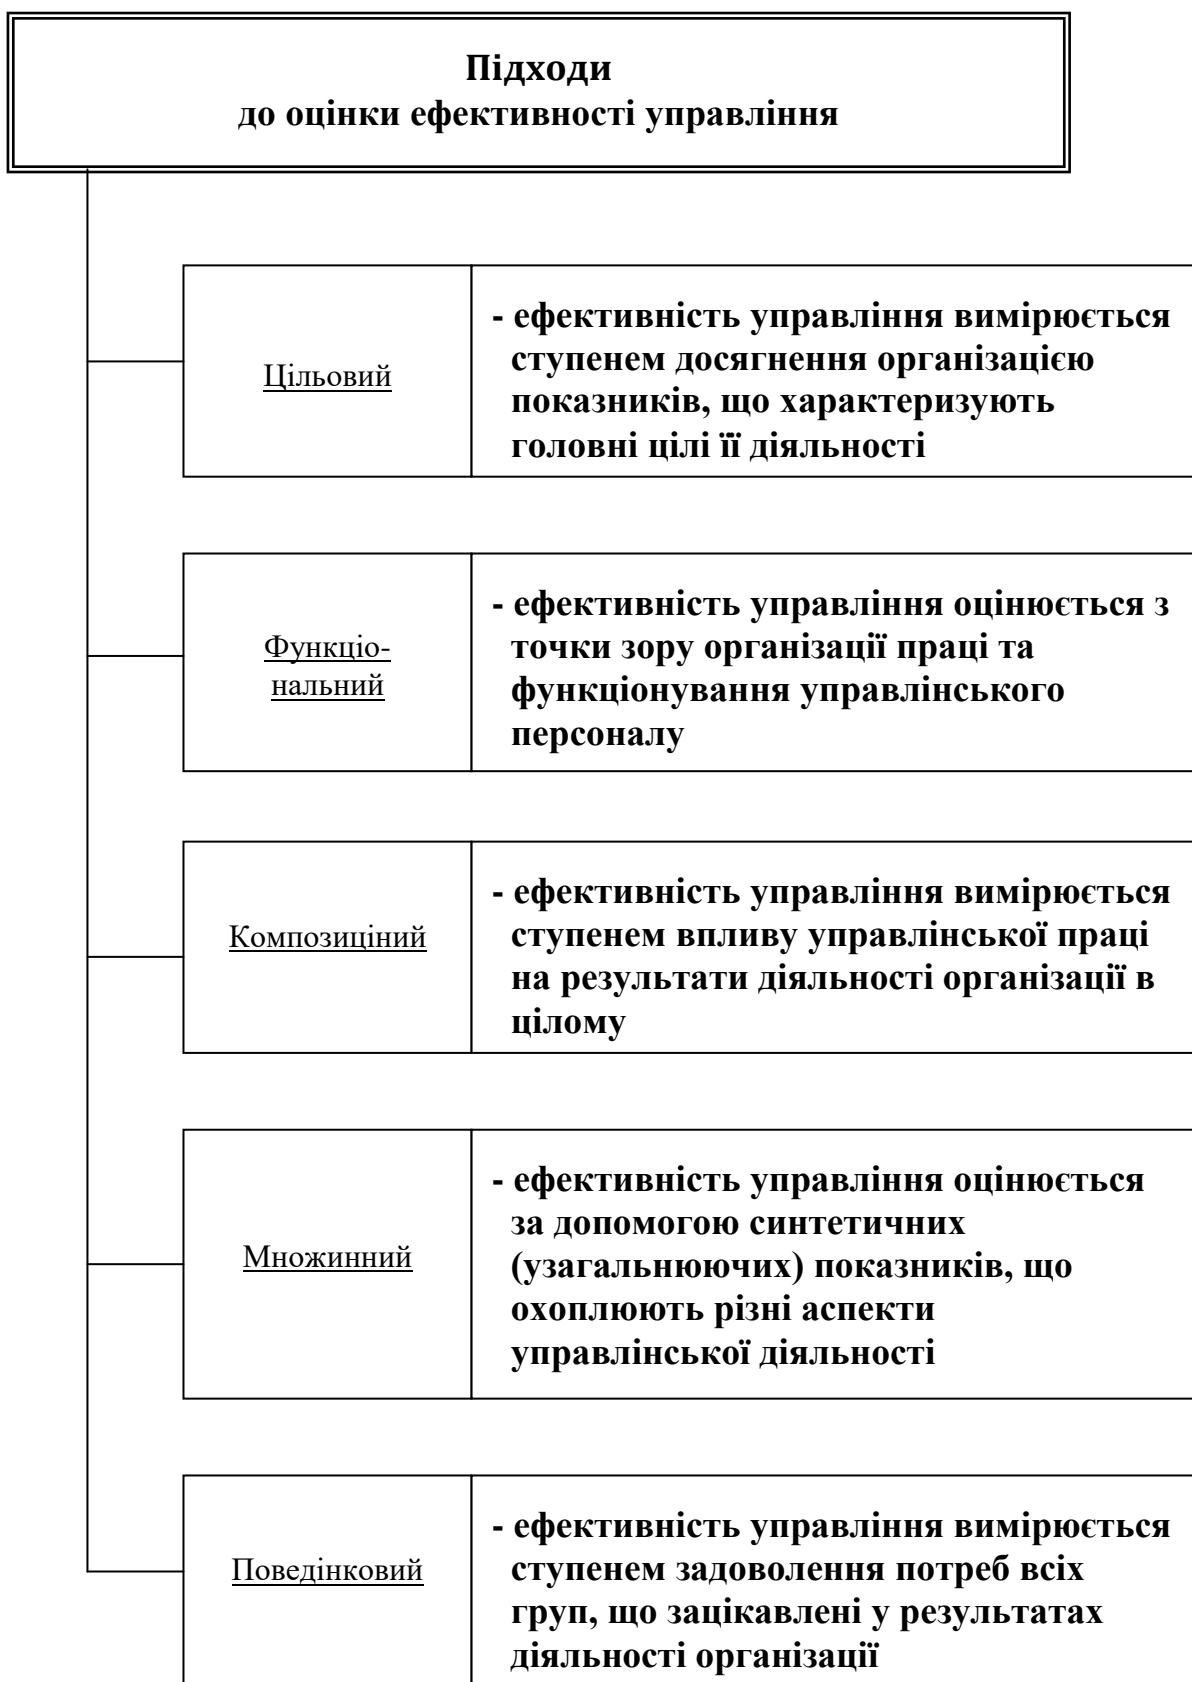 Підходи
до оцінки ефективності управління
Цільовий
- ефективність управління вимірюється
ступенем досягнення організацією
показників, що характеризують
головні цілі її діяльності
Функціо-
нальний
- ефективність управління оцінюється з
точки зору організації праці та
функціонування управлінського
персоналу
Композиціний
- ефективність управління вимірюється
ступенем впливу управлінської праці
на результати діяльності організації в
цілому
Множинний
- ефективність управління оцінюється
за допомогою синтетичних
(узагальнюючих) показників, що
охоплюють різні аспекти
управлінської діяльності
Поведінковий
- ефективність управління вимірюється
ступенем задоволення потреб всіх
груп, що зацікавлені у результатах
діяльності організації